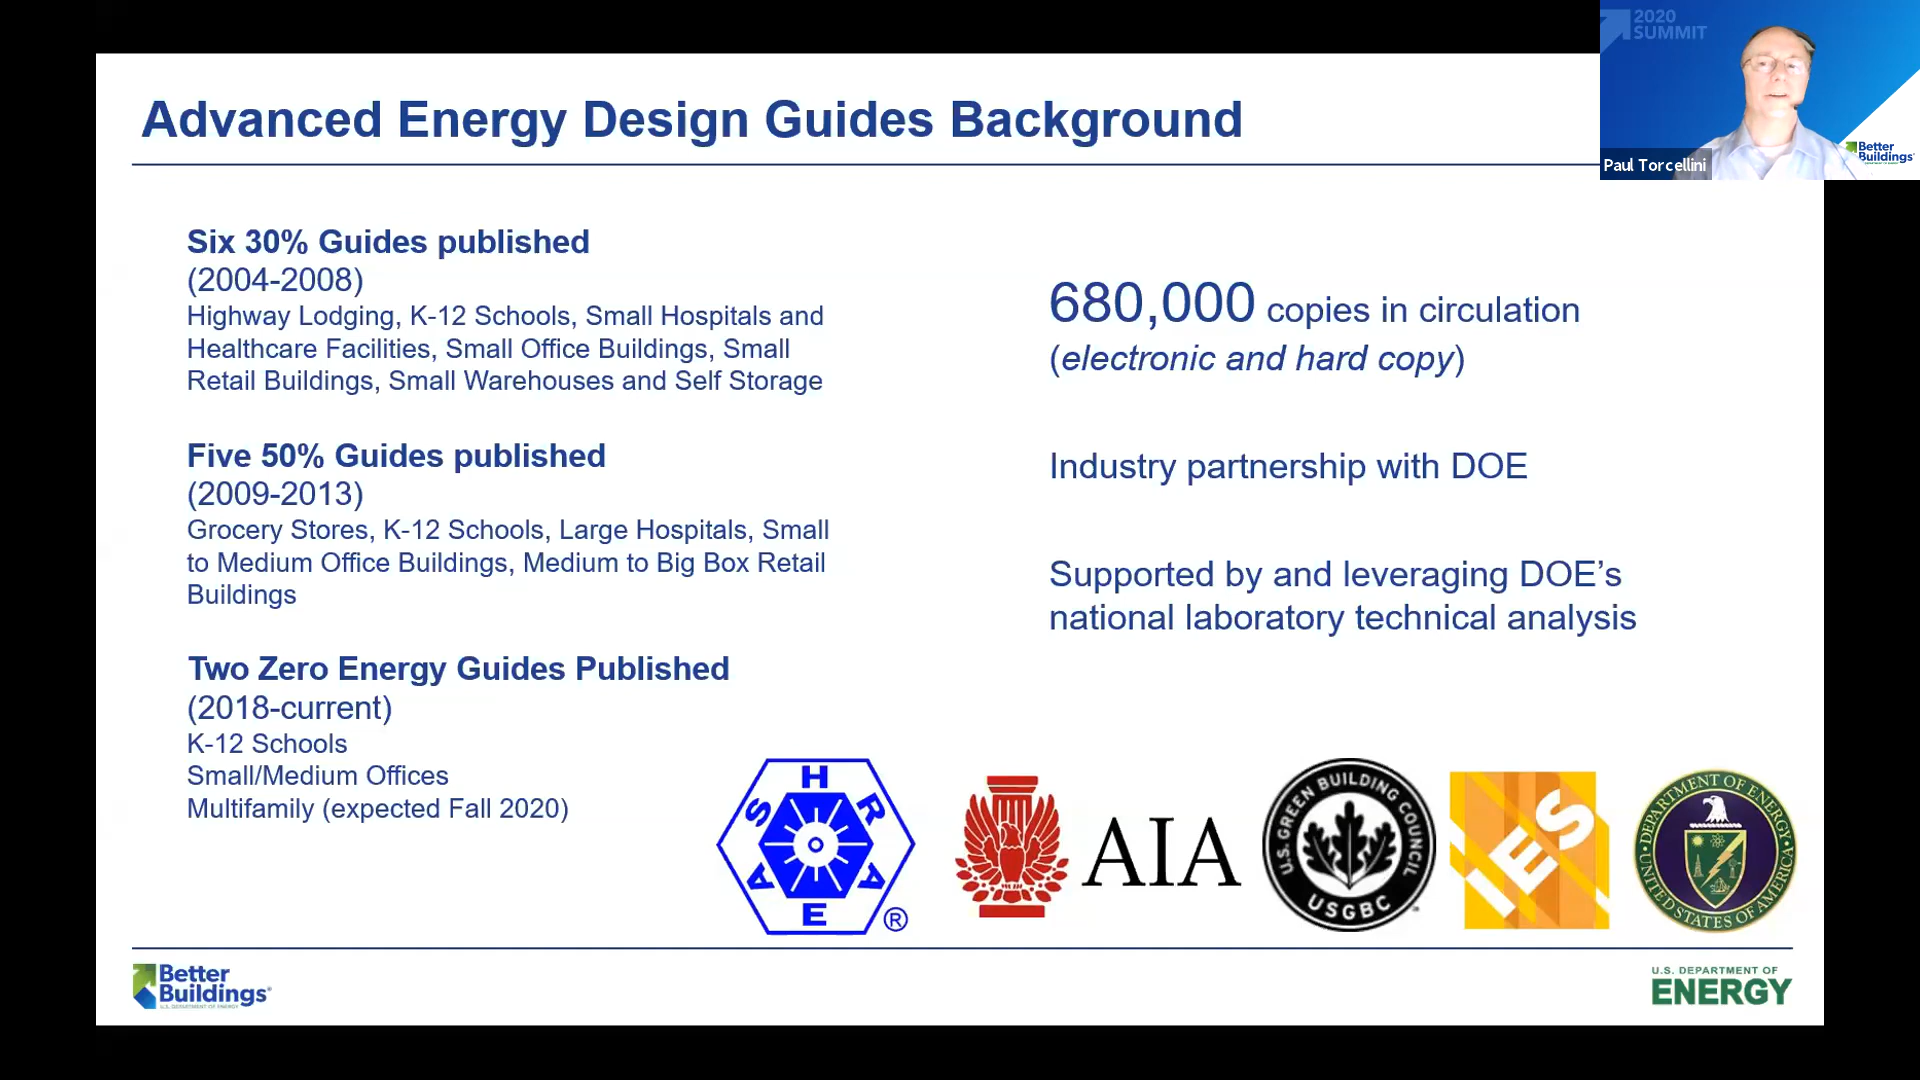 2020
SUMMIT
Better
Buildings
Paul Torcellini
Advanced Energy Design Guides Background
Six 30% Guides published
(2004-2008)
Highway Lodging, K-12 Schools, Small Hospitals and
Healthcare Facilities, Small Office Buildings, Small
Retail Buildings, Small Warehouses and Self Storage
Five 50% Guides published
(2009-2013)
Grocery Stores, K-12 Schools, Large Hospitals, Small
to Medium Office Buildings, Medium to Big Box Retail
Buildings
Two Zero Energy Guides Published
(2018-current)
K-12 Schools
Small/Medium Offices
Multifamily (expected Fall 2020)
680,000 copies in circulation
(electronic and hard copy)
Industry partnership with DOE
Supported by and leveraging DOE’s
national laboratory technical analysis
ASHRAE ®
AIA
U.S. GREEN BUILDING COUNCIL
USGBC
IES
DEPARTMENT OF ENERGY
UNITED STATES OF AMERICA
Better
Buildings®
U.S. DEPARTMENT OF ENERGY
U.S. DEPARTMENT OF
ENERGY